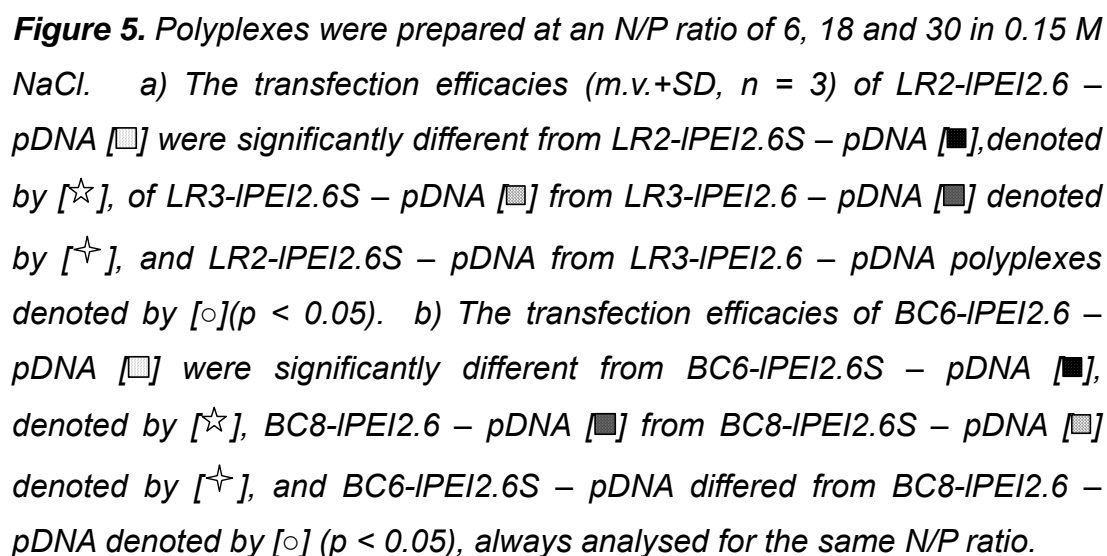 Figure 5. Polyplexes were prepared at an N/P ratio of 6, 18 and 30 in 0.15 M
NaCl. a) The transfection efficacies (m.v.+SD, n = 3) of LR2-lPEI2.6 –
pDNA [□] were significantly different from LR2-lPEI2.6S – pDNA [■],denoted
by [☆], of LR3-lPEI2.6S – pDNA [□] from LR3-lPEI2.6 – pDNA [■] denoted
by [✧], and LR2-lPEI2.6S – pDNA from LR3-lPEI2.6 – pDNA polyplexes
denoted by [○](p < 0.05). b) The transfection efficacies of BC6-lPEI2.6 –
pDNA [□] were significantly different from BC6-lPEI2.6S – pDNA [■],
denoted by [☆], BC8-lPEI2.6 – pDNA [■] from BC8-lPEI2.6S – pDNA [□]
denoted by [✧], and BC6-lPEI2.6S – pDNA differed from BC8-lPEI2.6 –
pDNA denoted by [○] (p < 0.05), always analysed for the same N/P ratio.